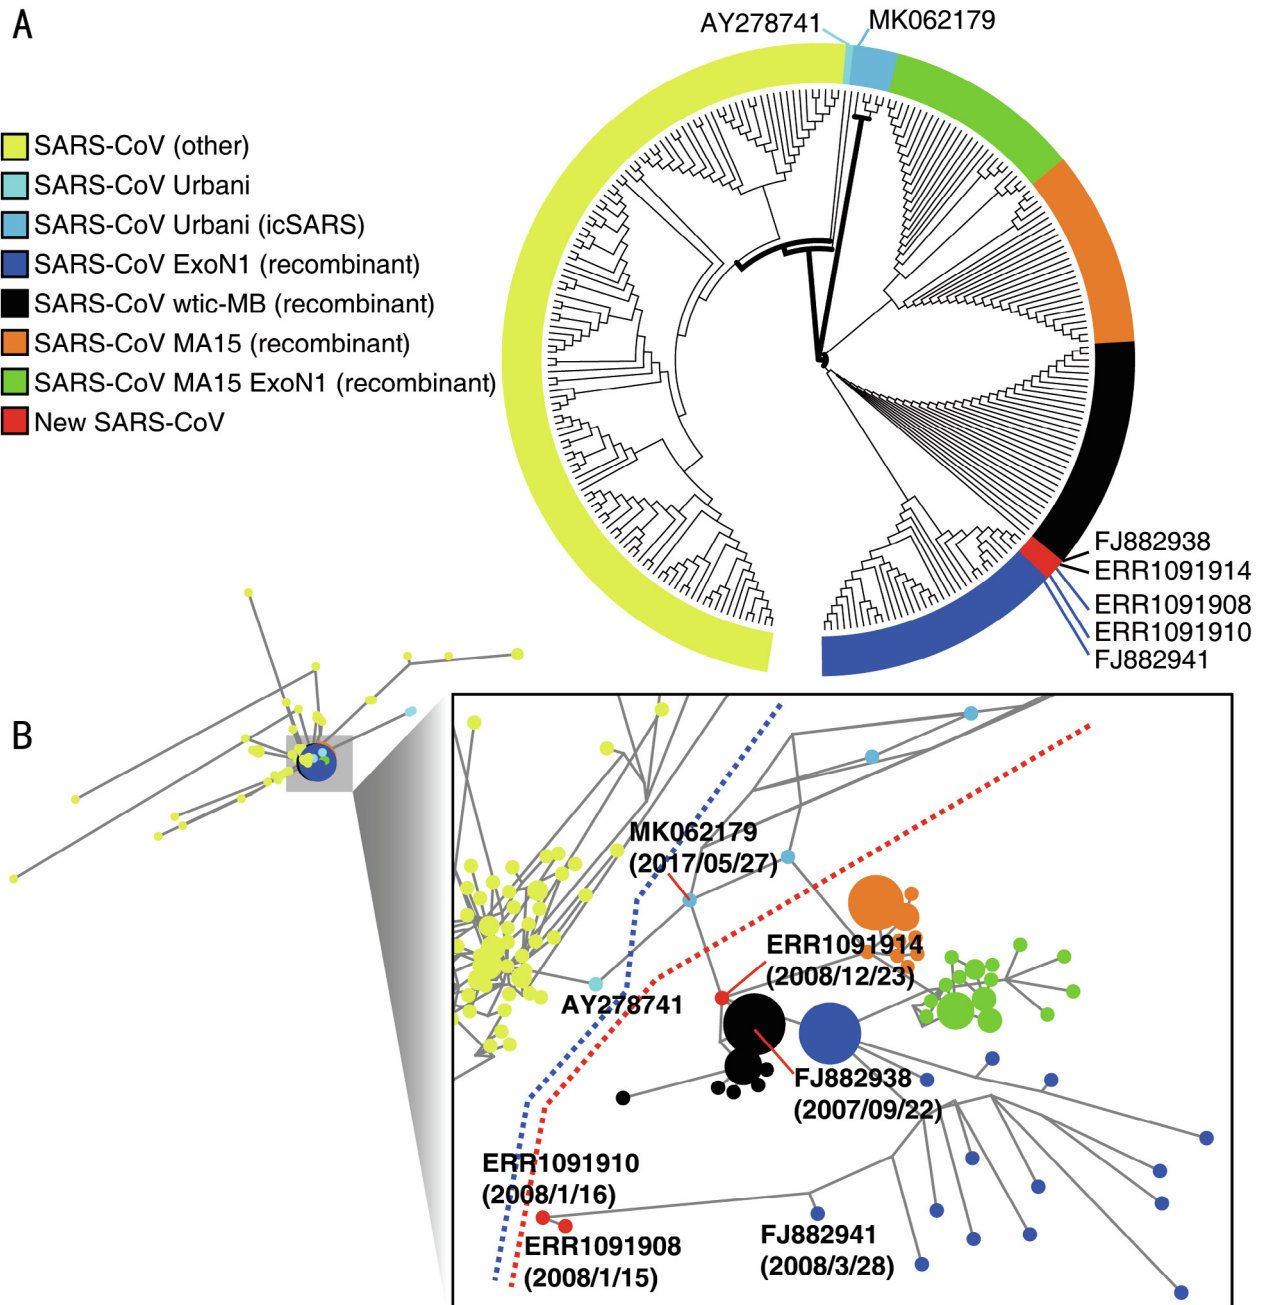 A
AY278741
MK062179
SARS-CoV (other)
SARS-CoV Urbani
SARS-CoV Urbani (icSARS)
SARS-CoV ExoN1 (recombinant)
SARS-CoV wtic-MB (recombinant)
SARS-CoV MA15 (recombinant)
SARS-CoV MA15 ExoN1 (recombinant)
New SARS-CoV
FJ882938
ERR1091914
ERR1091908
ERR1091910
FJ882941
B
MK062179
(2017/05/27)
ERR1091914
(2008/12/23)
AY278741
FJ882938
(2007/09/22)
ERR1091910
(2008/1/16)
ERR1091908
(2008/1/15)
FJ882941
(2008/3/28)